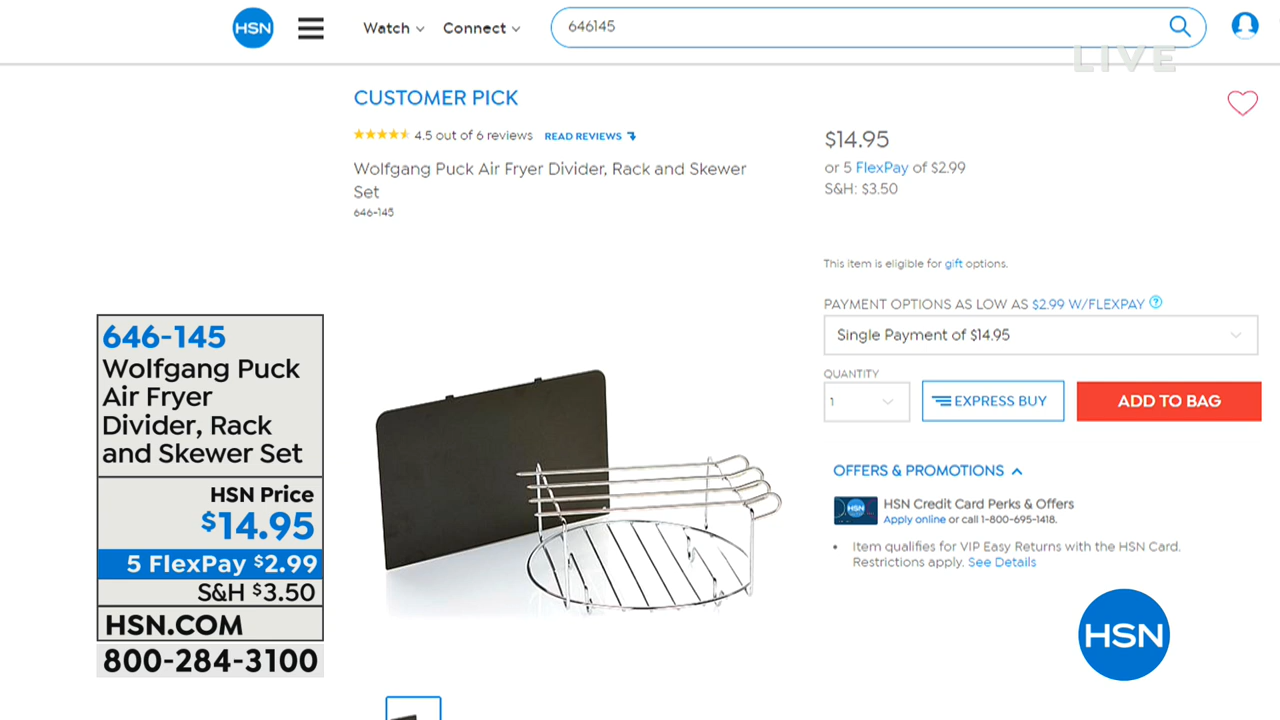 HSN
Watch
Connect
646145
LIVE
CUSTOMER PICK
4.5 out of 6 reviews READ REVIEWS
Wolfgang Puck Air Fryer Divider, Rack and Skewer
Set
646-145
$14.95
or 5 FlexPay of $2.99
S&H: $3.50
This item is eligible for gift options.
PAYMENT OPTIONS AS LOW AS $2.99 W/FLEXPAY ?
Single Payment of $14.95
QUANTITY
1
EXPRESS BUY
ADD TO BAG
OFFERS & PROMOTIONS
HSN
HSN Credit Card Perks & Offers
Apply online or call 1-800-695-1418.
• Item qualifies for VIP Easy Returns with the HSN Card.
Restrictions apply. See Details
646-145
Wolfgang Puck
Air Fryer
Divider, Rack
and Skewer Set
HSN Price
$14.95
5 FlexPay $2.99
S&H $3.50
HSN.COM
800-284-3100
HSN